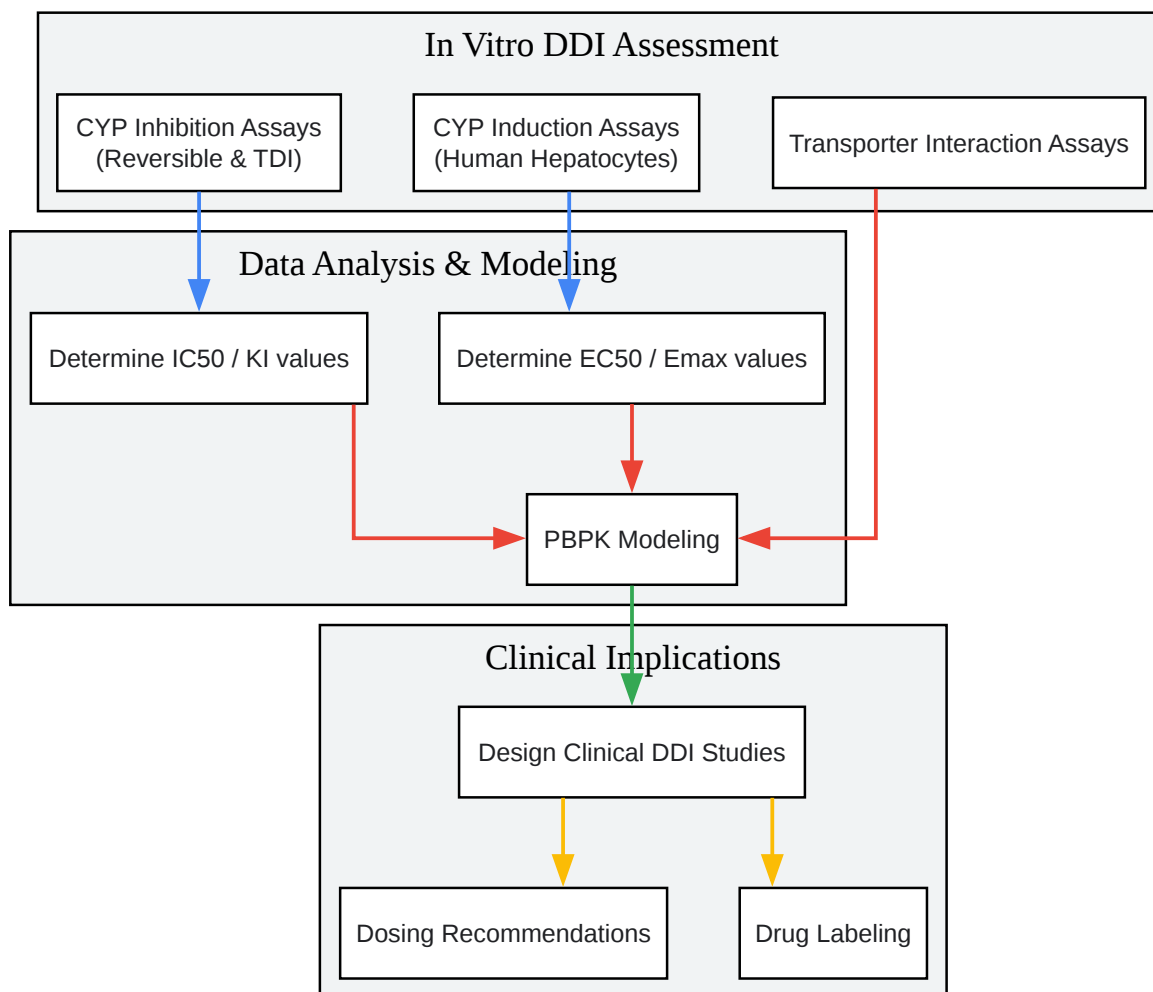 In Vitro DDI Assessment
CYP Inhibition Assays
(Reversible & TDI)
CYP Induction Assays
(Human Hepatocytes)
Transporter Interaction Assays
Data Analysis & Modeling
Determine IC50 / KI values
Determine EC50 / Emax values
PBPK Modeling
Clinical Implications
Design Clinical DDI Studies
Dosing Recommendations
Drug Labeling